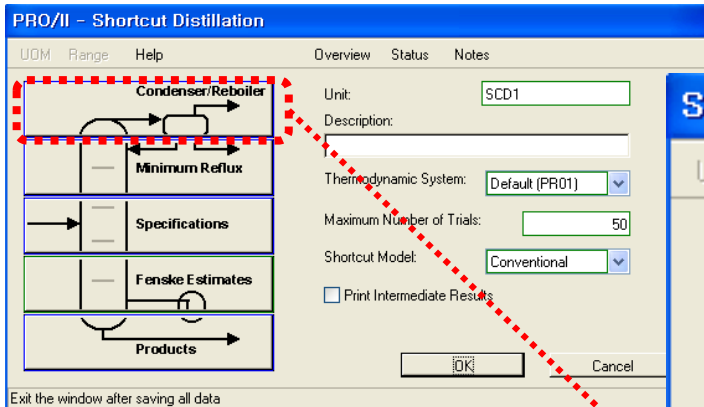 PRO/II - Shortcut Distillation
UOM Range Help Overview Status Notes
Condenser/Reboiler
Minimum Reflux
Specifications
Fenske Estimates
Products
Unit: SCD1
Description:
Thermodynamic System: Default (PR01)
Maximum Number of Trials: 50
Shortcut Model: Conventional
Print Intermediate Results
OK Cancel
Exit the window after saving all data
S